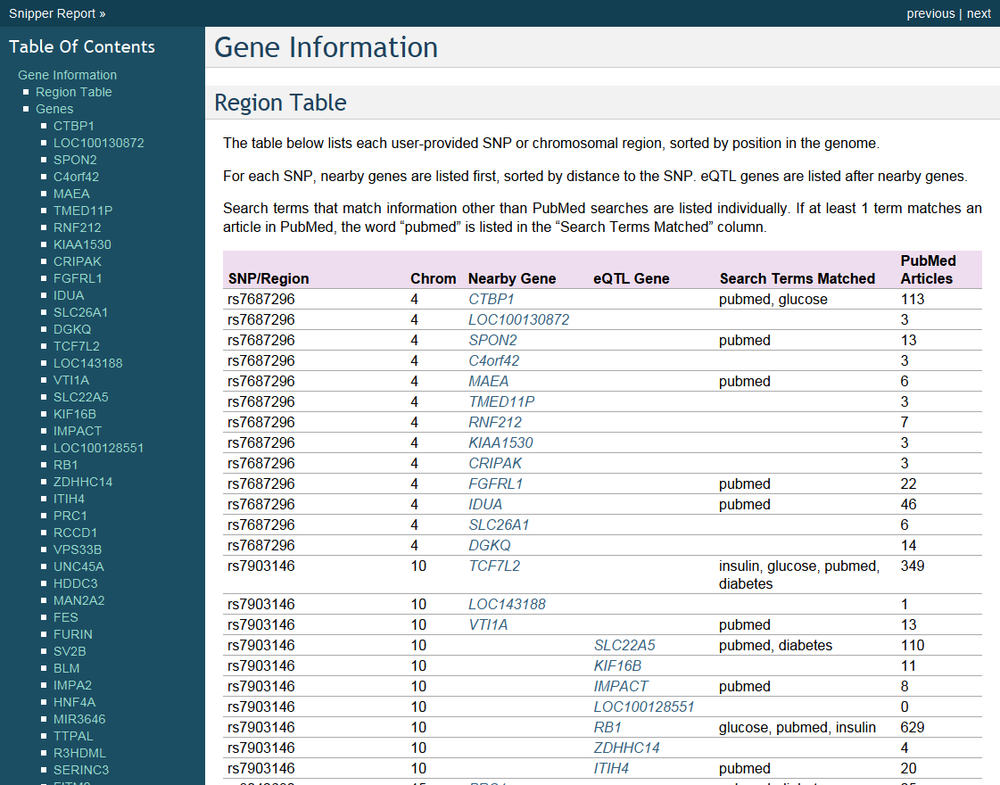 Snipper Report »
previous | next
Table Of Contents
Gene Information
Region Table
Genes
CTBP1
LOC100130872
SPON2
C4orf42
MAEA
TMED11P
RNF212
KIAA1530
CRIPAK
FGFRL1
IDUA
SLC26A1
DGKQ
TCF7L2
LOC143188
VTI1A
SLC22A5
KIF16B
IMPACT
LOC100128551
RB1
ZDHHC14
ITIH4
PRC1
RCCD1
VPS33B
UNC45A
HDDC3
MAN2A2
FES
FURIN
SV2B
BLM
IMPA2
HNF4A
MIR3646
TTPAL
R3HDML
SERINC3
Gene Information
Region Table
The table below lists each user-provided SNP or chromosomal region, sorted by position in the genome.
For each SNP, nearby genes are listed first, sorted by distance to the SNP. eQTL genes are listed after nearby genes.
Search terms that match information other than PubMed searches are listed individually. If at least 1 term matches an
article in PubMed, the word “pubmed” is listed in the “Search Terms Matched” column.
SNP/Region Chrom Nearby Gene eQTL Gene Search Terms Matched PubMed Articles
rs7687296 4 CTBP1 pubmed, glucose 113
rs7687296 4 LOC100130872 3
rs7687296 4 SPON2 pubmed 13
rs7687296 4 C4orf42 3
rs7687296 4 MAEA pubmed 6
rs7687296 4 TMED11P 3
rs7687296 4 RNF212 7
rs7687296 4 KIAA1530 3
rs7687296 4 CRIPAK 3
rs7687296 4 FGFRL1 pubmed 22
rs7687296 4 IDUA pubmed 46
rs7687296 4 SLC26A1 6
rs7687296 4 DGKQ 14
rs7903146 10 TCF7L2 insulin, glucose, pubmed, 349
diabetes
rs7903146 10 LOC143188 1
rs7903146 10 VTI1A pubmed 13
rs7903146 10 SLC22A5 pubmed, diabetes 110
rs7903146 10 KIF16B 11
rs7903146 10 IMPACT pubmed 8
rs7903146 10 LOC100128551 0
rs7903146 10 RB1 glucose, pubmed, insulin 629
rs7903146 10 ZDHHC14 4
rs7903146 10 ITIH4 pubmed 20